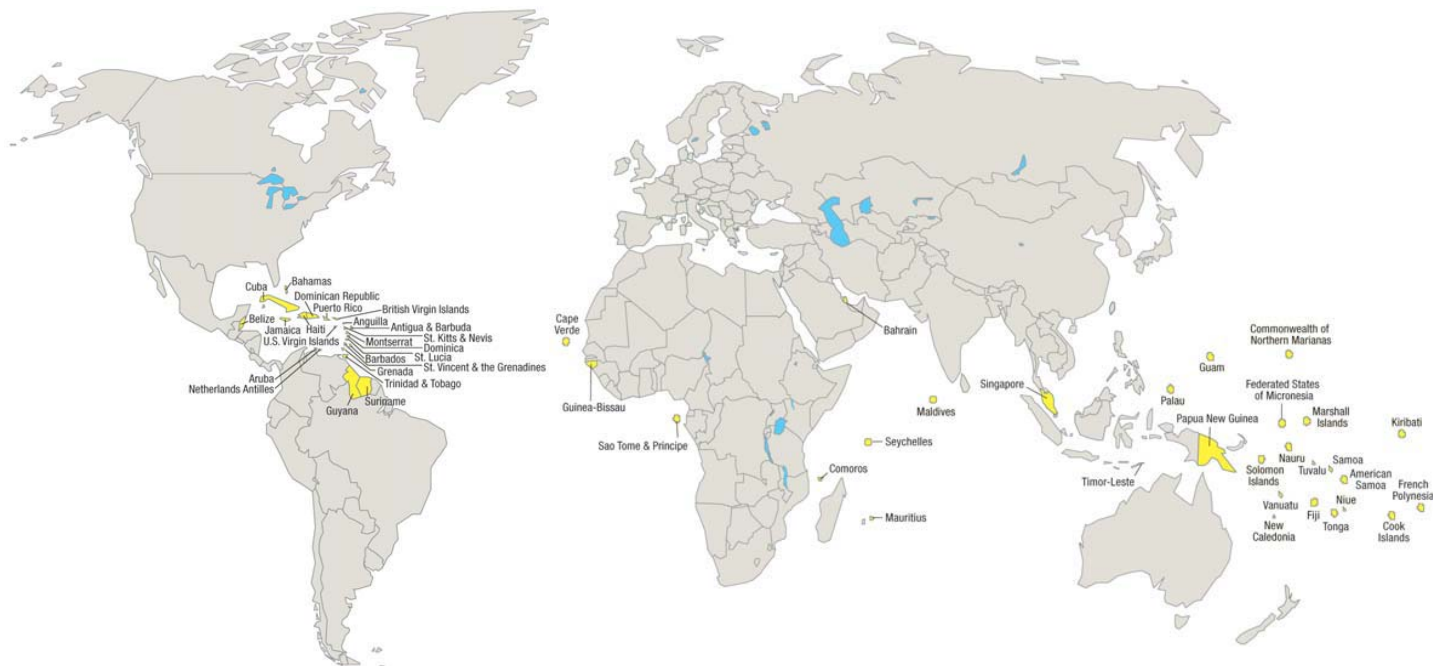 Bahamas
Cuba
Dominican Republic
Puerto Rico
British Virgin Islands
Belize
Anguilla
Antigua & Barbuda
Jamaica
Haiti
St. Kitts & Nevis
U.S. Virgin Islands
Montserrat
Dominica
St. Lucia
Barbados
St. Vincent & the Grenadines
Grenada
Aruba
Trinidad & Tobago
Netherlands Antilles
Suriname
Guyana
Cape
Verde
Guinea-Bissau
Sao Tome & Principe
Bahrain
Maldives
Seychelles
Comoros
Mauritius
Singapore
Timor-Leste
Commonwealth of
Northern Marianas
Guam
Palau
Federated States
of Micronesia
Papua New Guinea
Marshall
Islands
Kiribati
Nauru
Solomon
Islands
Tuvalu
Samoa
American
Samoa
French
Polynesia
Vanuatu
New
Caledonia
Fiji
Niue
Tonga
Cook
Islands